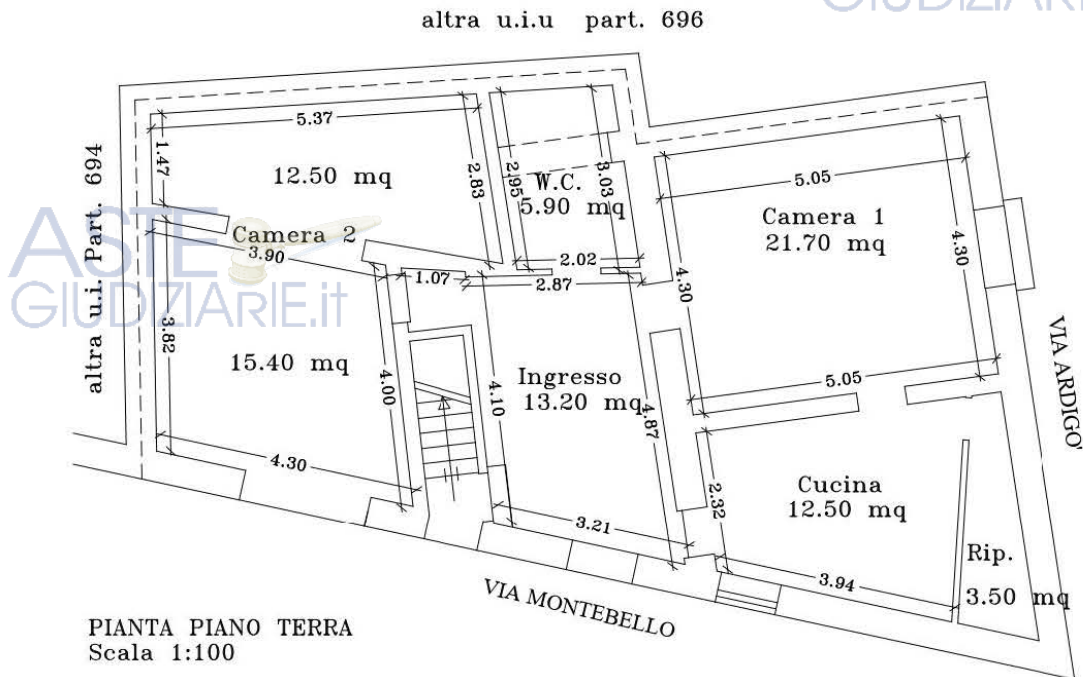 GIUDIZIARIE
altra u.i.u part. 696
altra u.i. Part. 694
5.37
1.47
12.50 mq
2.83
2.95
3.03
W.C.
5.90 mq
5.05
Camera 1
21.70 mq
4.30
4.30
ASTE
GIUDIZIARIE.it
Camera 2
3.90
2.02
1.07
2.87
3.82
15.40 mq
4.00
4.10
Ingresso
13.20 mq
4.87
5.05
VIA ARDIGO'
4.30
3.21
2.32
Cucina
12.50 mq
3.94
Rip.
3.50 mq
VIA MONTEBELLO
PIANTA PIANO TERRA
Scala 1:100